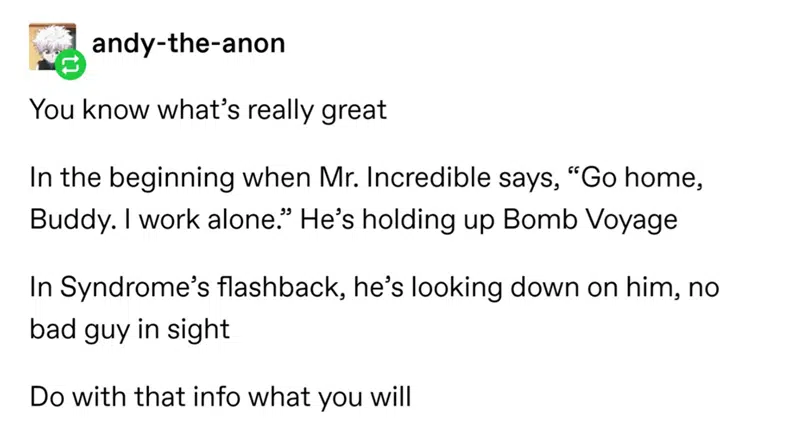 andy-the-anon
You know what’s really great
In the beginning when Mr. Incredible says, “Go home,
Buddy. I work alone.” He’s holding up Bomb Voyage
In Syndrome’s flashback, he’s looking down on him, no
bad guy in sight
Do with that info what you will